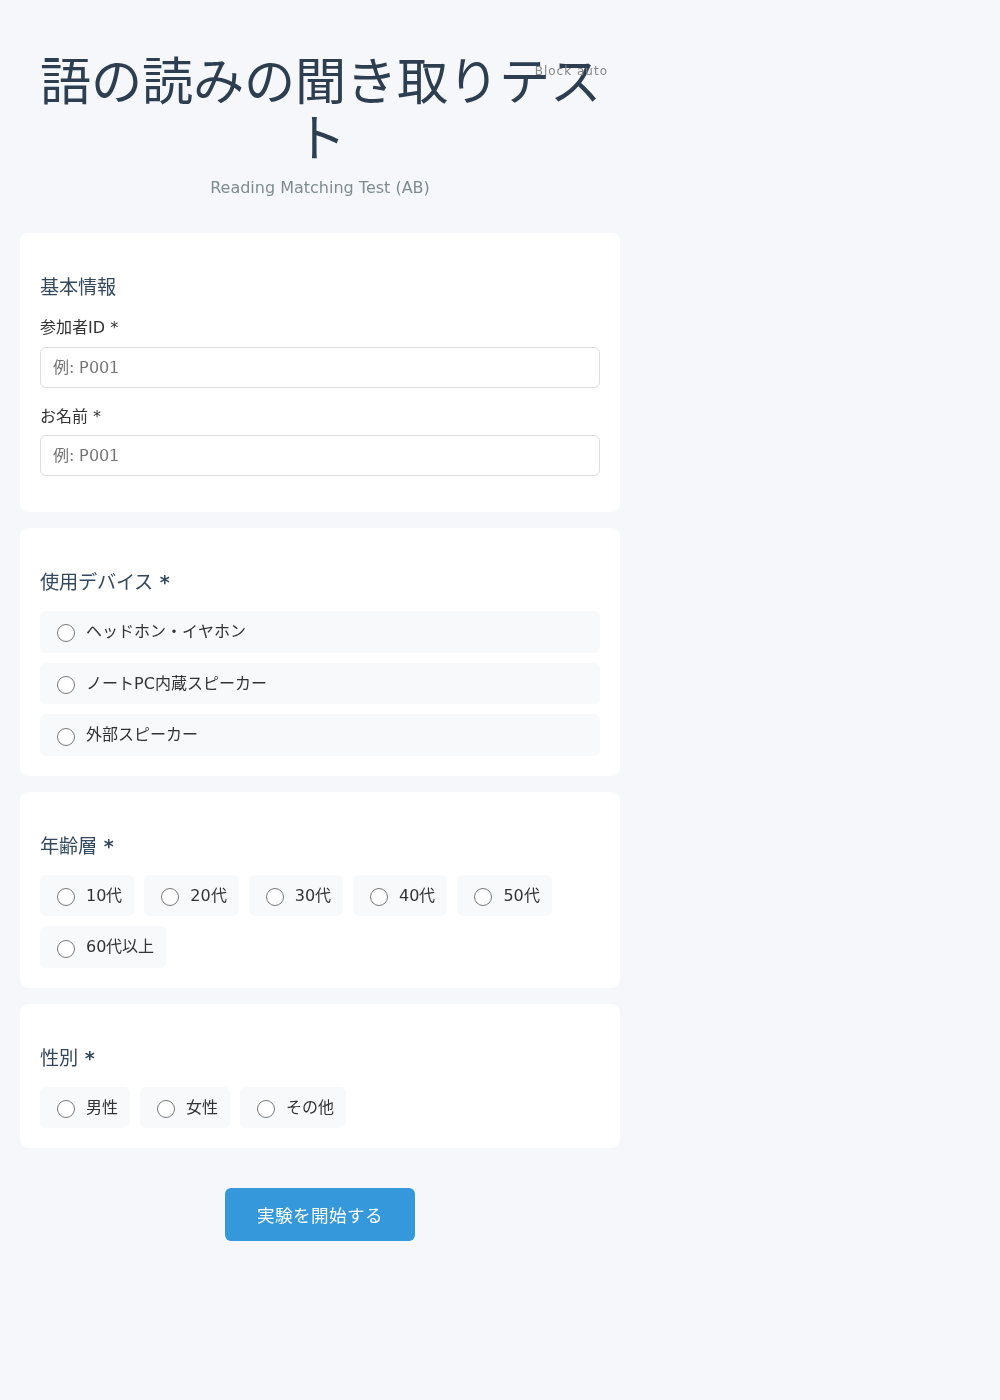 語の読みの聞き取りテス
ト
Block auto
Reading Matching Test (AB)
基本情報
参加者ID *
例: P001
お名前 *
例: P001
使用デバイス *
ヘッドホン・イヤホン
ノートPC内蔵スピーカー
外部スピーカー
年齢層 *
10代 20代 30代 40代 50代
60代以上
性別 *
男性 女性 その他
実験を開始する